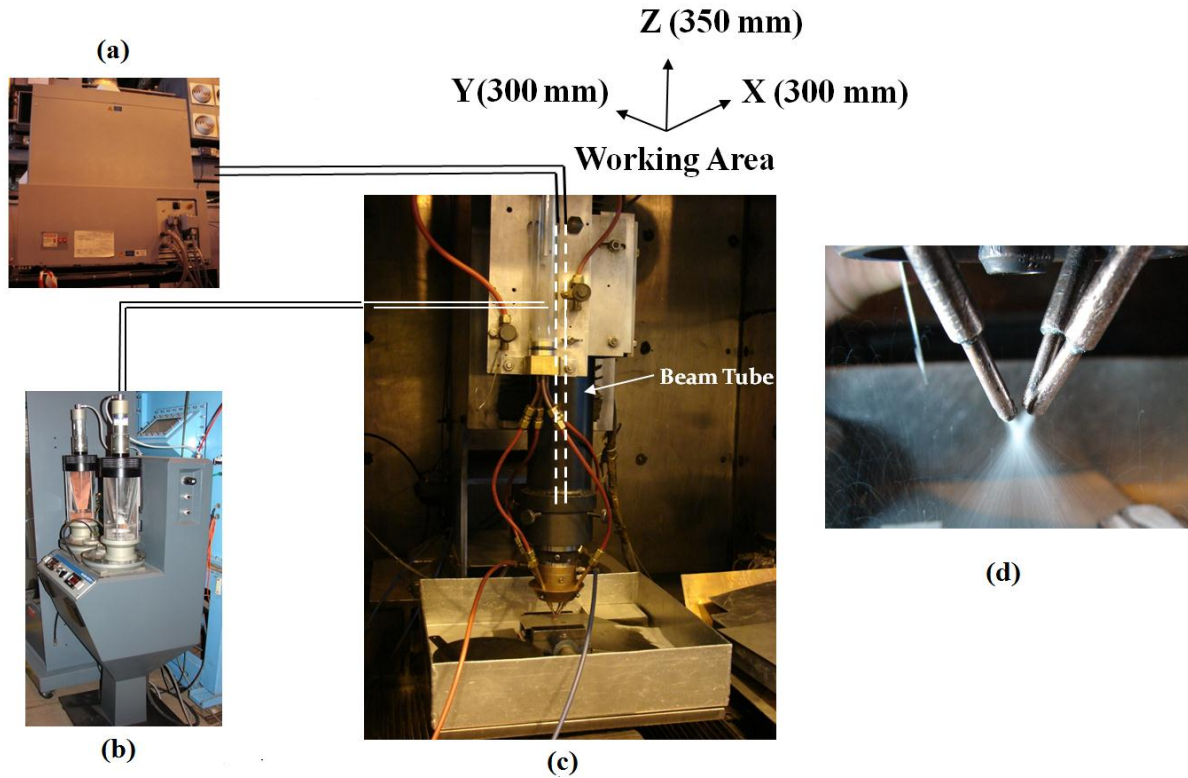 (a)
Z (350 mm)
Y(300 mm)
X (300 mm)
Working Area
Beam Tube
(b)
(c)
(d)